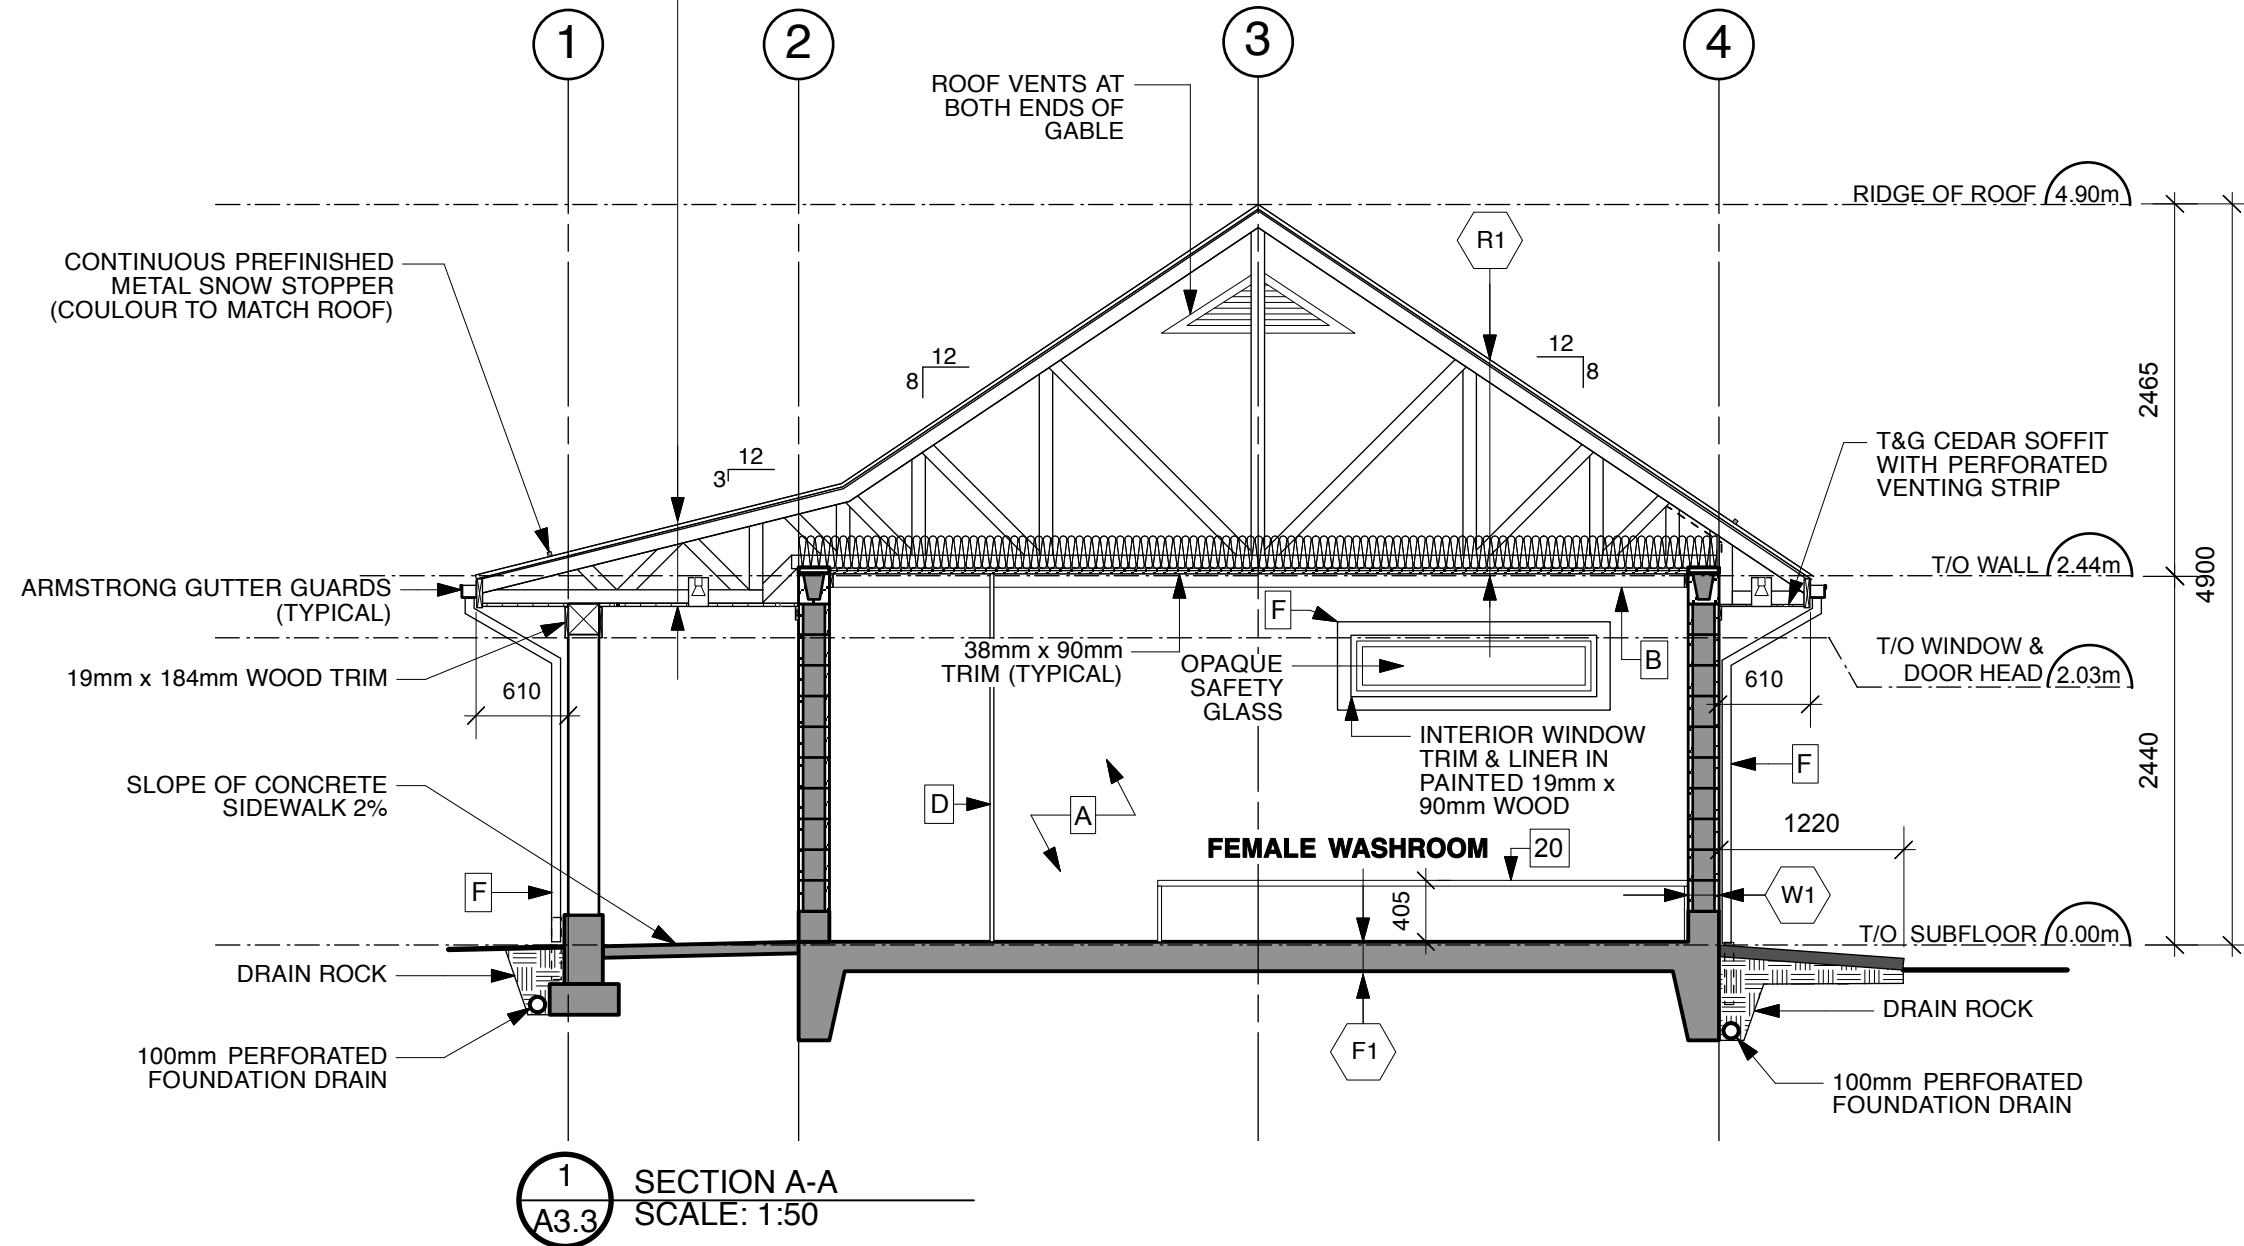 1
2
3
4
ROOF VENTS AT
BOTH ENDS OF
GABLE
RIDGE OF ROOF 4.90m
R1
CONTINUOUS PREFINISHED
METAL SNOW STOPPER
(COULOUR TO MATCH ROOF)
12
8
12
8
12
3
2465
T&G CEDAR SOFFIT
WITH PERFORATED
VENTING STRIP
T/O WALL 2.44m
4900
ARMSTRONG GUTTER GUARDS
(TYPICAL)
F
38mm x 90mm
TRIM (TYPICAL)
OPAQUE
SAFETY
GLASS
B
T/O WINDOW &
DOOR HEAD 2.03m
19mm x 184mm WOOD TRIM
610
610
INTERIOR WINDOW
TRIM & LINER IN
PAINTED 19mm x
90mm WOOD
F
2440
SLOPE OF CONCRETE
SIDEWALK 2%
D
A
1220
FEMALE WASHROOM
20
F
405
W1
T/O SUBFLOOR 0.00m
DRAIN ROCK
DRAIN ROCK
F1
100mm PERFORATED
FOUNDATION DRAIN
100mm PERFORATED
FOUNDATION DRAIN
1
A3.3
SECTION A-A
SCALE: 1:50